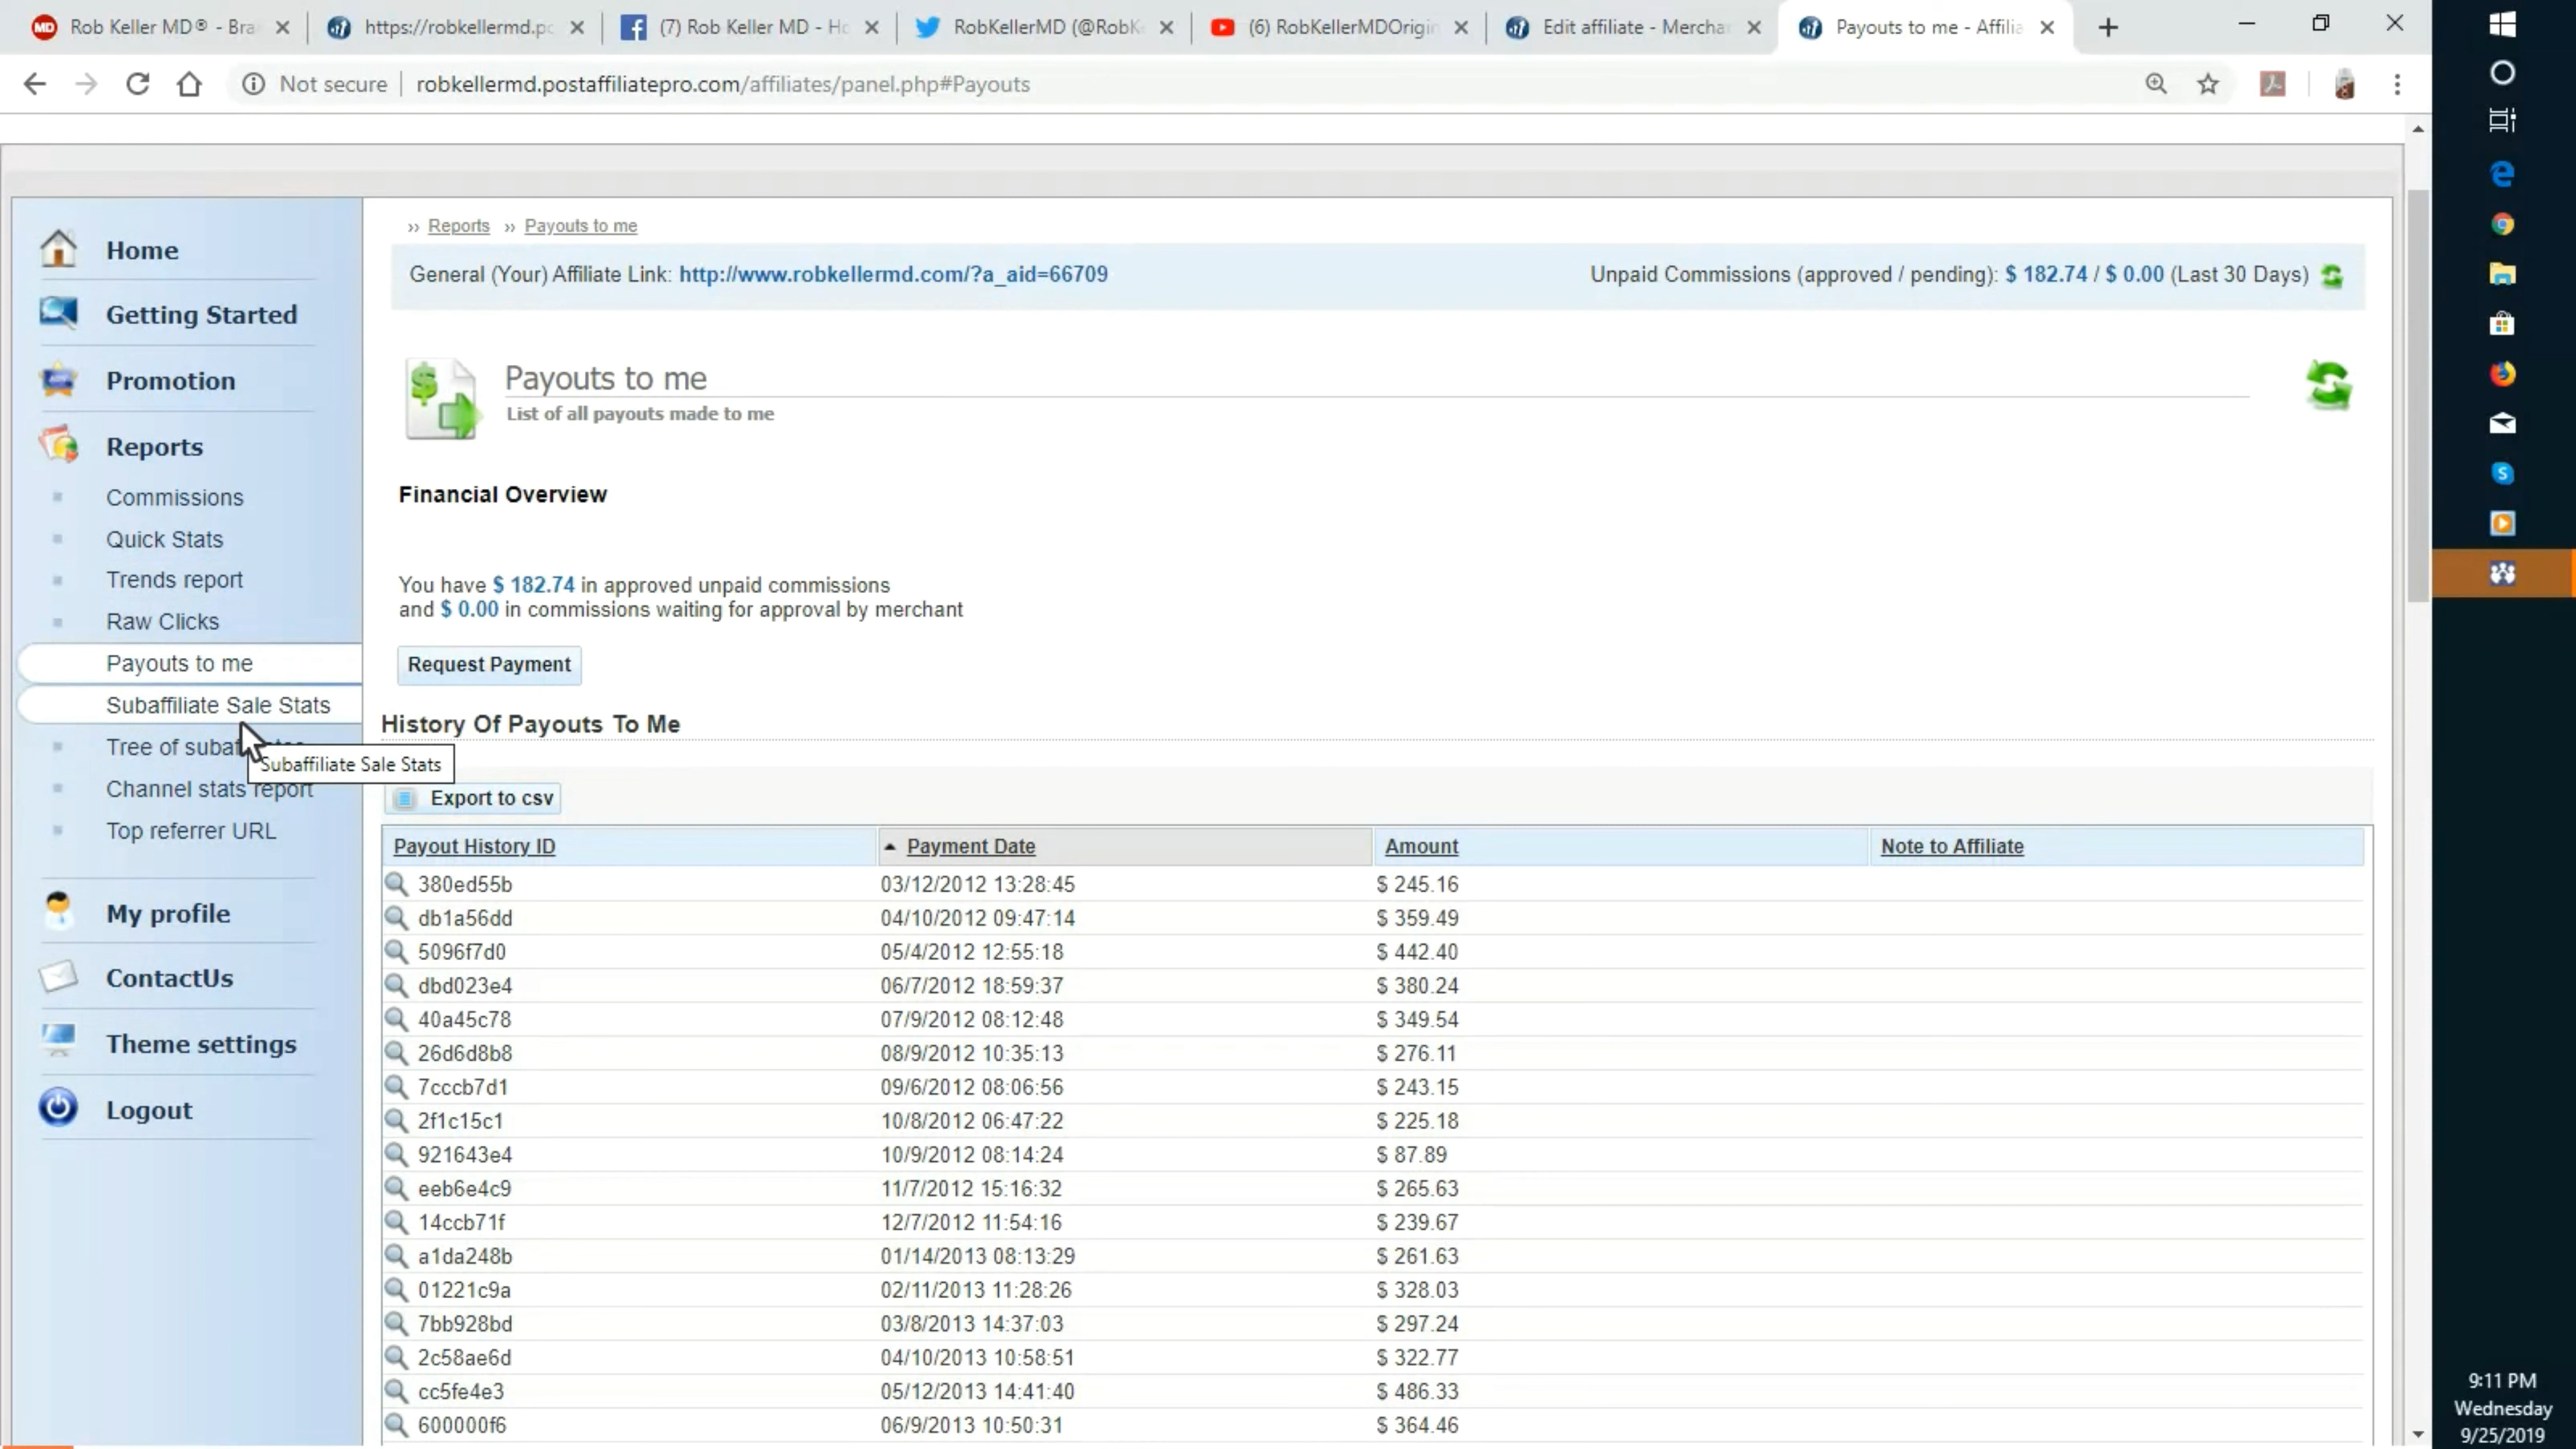 Rob Keller MD® - Bra
https://robkellermd.po
(7) Rob Keller MD - Ho
RobKellerMD (@RobKe
(6) RobKellerMDOrigin
Edit affiliate - Mercha
Payouts to me - Affilia
Not secure
robkellermd.postaffiliatepro.com/affiliates/panel.php#Payouts
Home
Getting Started
Promotion
Reports
Commissions
Quick Stats
Trends report
Raw Clicks
Payouts to me
Subaffiliate Sale Stats
Tree of subaf
Subaffiliate Sale Stats
Channel stats report
Top referrer URL
My profile
ContactUs
Theme settings
Logout
» Reports » Payouts to me
General (Your) Affiliate Link: http://www.robkellermd.com/?a_aid=66709
Unpaid Commissions (approved / pending): $ 182.74 / $ 0.00 (Last 30 Days)
Payouts to me
List of all payouts made to me
Financial Overview
You have $ 182.74 in approved unpaid commissions
and $ 0.00 in commissions waiting for approval by merchant
Request Payment
History Of Payouts To Me
Export to csv
Payout History ID Payment Date Amount Note to Affiliate
380ed55b 03/12/2012 13:28:45 $ 245.16
db1a56dd 04/10/2012 09:47:14 $ 359.49
5096f7d0 05/4/2012 12:55:18 $ 442.40
dbd023e4 06/7/2012 18:59:37 $ 380.24
40a45c78 07/9/2012 08:12:48 $ 349.54
26d6d8b8 08/9/2012 10:35:13 $ 276.11
7cccb7d1 09/6/2012 08:06:56 $ 243.15
2f1c15c1 10/8/2012 06:47:22 $ 225.18
921643e4 10/9/2012 08:14:24 $ 87.89
eeb6e4c9 11/7/2012 15:16:32 $ 265.63
14ccb71f 12/7/2012 11:54:16 $ 239.67
a1da248b 01/14/2013 08:13:29 $ 261.63
01221c9a 02/11/2013 11:28:26 $ 328.03
7bb928bd 03/8/2013 14:37:03 $ 297.24
2c58ae6d 04/10/2013 10:58:51 $ 322.77
cc5fe4e3 05/12/2013 14:41:40 $ 486.33
600000f6 06/9/2013 10:50:31 $ 364.46
9:11 PM
Wednesday
9/25/2019